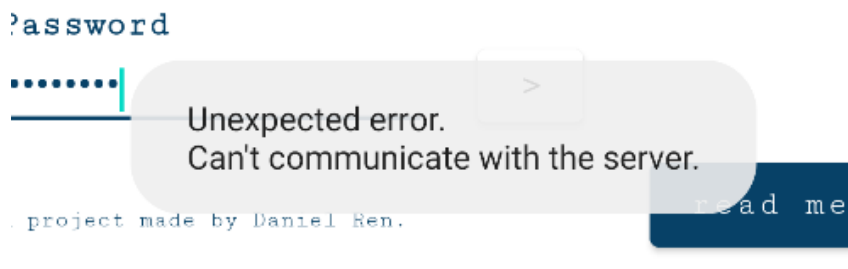 Password
••••••••
>
Unexpected error.
Can't communicate with the server.
read me
project made by Daniel Ren.